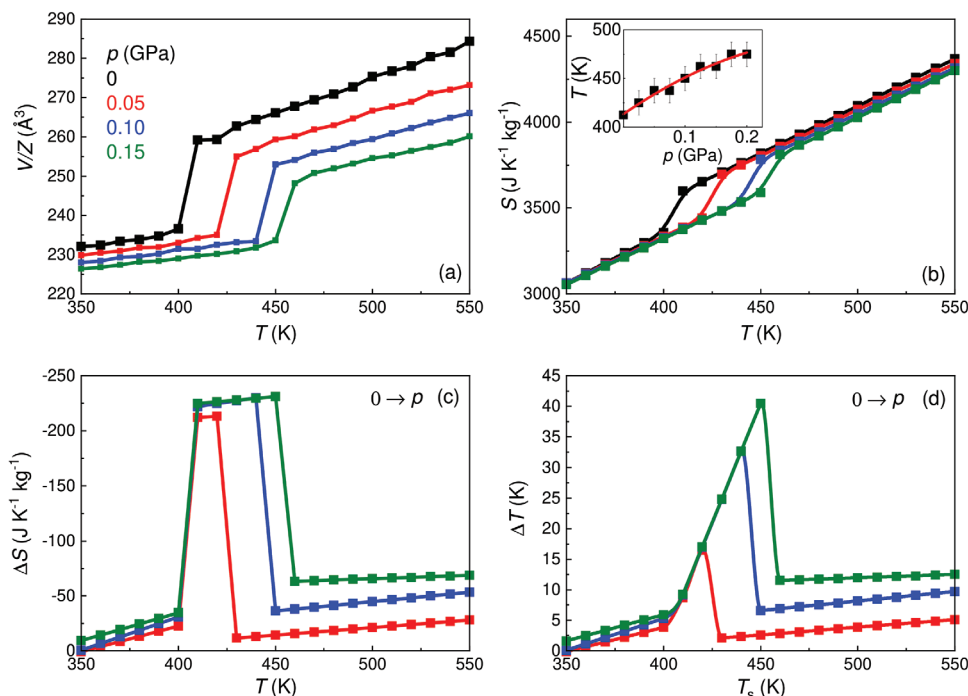 290
280
270
260
250
240
230
220
V/Z (Å³)
p (GPa)
0
0.05
0.10
0.15
(a)
350 400 450 500 550
T (K)
4500
4000
3500
3000
S (J K⁻¹ kg⁻¹)
500
450
400
T (K)
0.1 0.2
p (GPa)
(b)
350 400 450 500 550
T (K)
-250
-200
-150
-100
-50
0
ΔS (J K⁻¹ kg⁻¹)
0 → p (c)
350 400 450 500 550
T (K)
45
40
35
30
25
20
15
10
5
0
ΔT (K)
0 → p (d)
350 400 450 500 550
Tₛ (K)